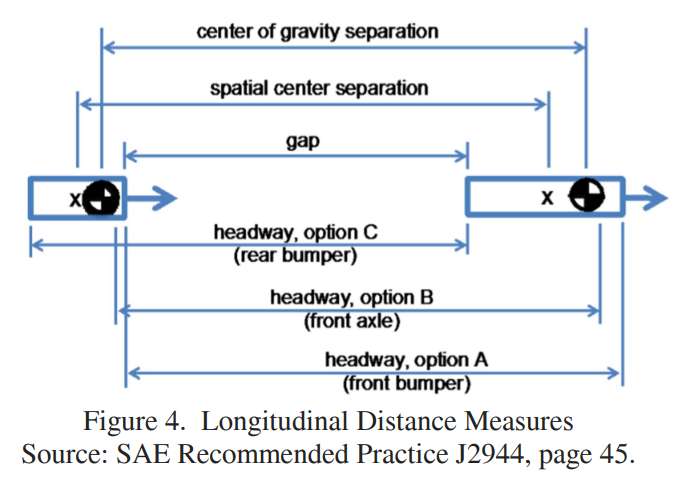 center of gravity separation
spatial center separation
gap
x
x
headway, option C
(rear bumper)
headway, option B
(front axle)
headway, option A
(front bumper)
Figure 4.  Longitudinal Distance Measures
Source: SAE Recommended Practice J2944, page 45.